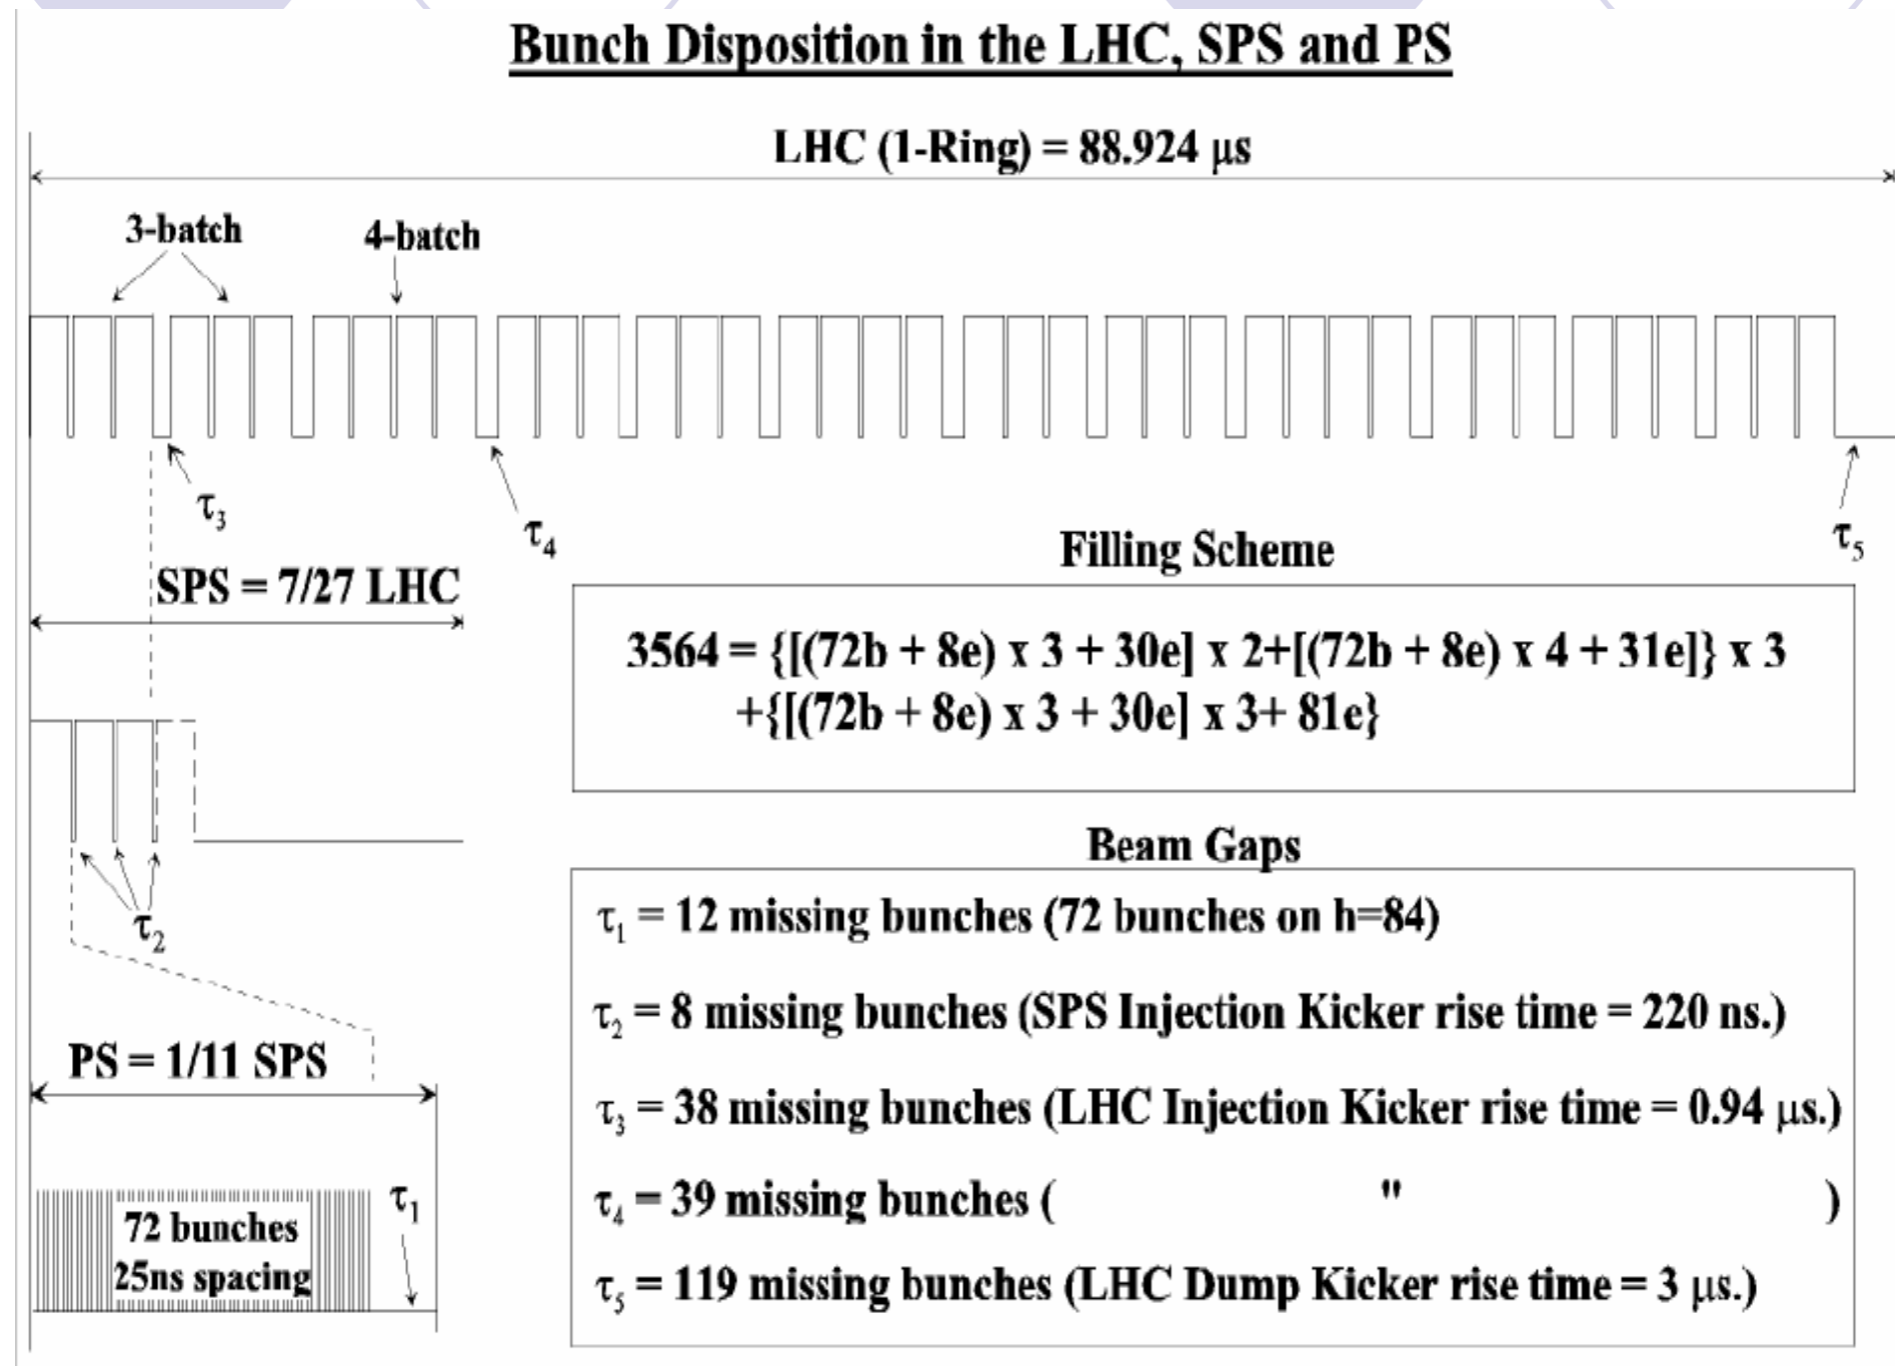 Bunch Disposition in the LHC, SPS and PS
LHC (1-Ring) = 88.924 μs
3-batch
4-batch
τ3
τ4
τ5
SPS = 7/27 LHC
Filling Scheme
3564 = {[(72b + 8e) x 3 + 30e] x 2+[(72b + 8e) x 4 + 31e]} x 3
+{[(72b + 8e) x 3 + 30e] x 3+ 81e}
τ2
Beam Gaps
τ1 = 12 missing bunches (72 bunches on h=84)
τ2 = 8 missing bunches (SPS Injection Kicker rise time = 220 ns.)
τ3 = 38 missing bunches (LHC Injection Kicker rise time = 0.94 μs.)
τ4 = 39 missing bunches ( " )
τ5 = 119 missing bunches (LHC Dump Kicker rise time = 3 μs.)
PS = 1/11 SPS
72 bunches
25ns spacing
τ1